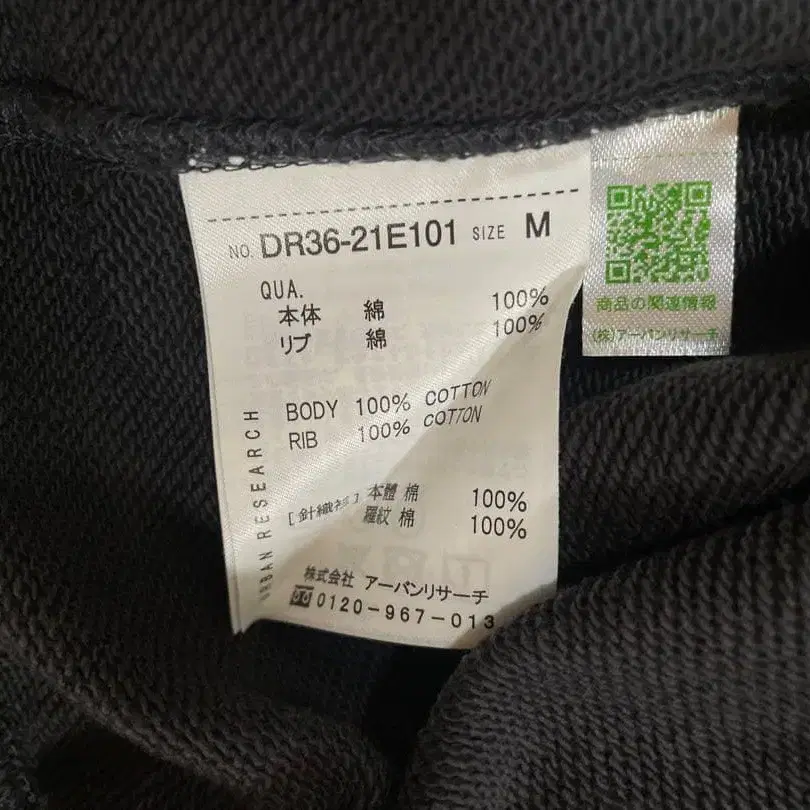 NO. DR36-21E101 SIZE M
QUA.
本体 綿 100%
リブ 綿 100%
BODY 100% COTTON
RIB 100% COTTON
[針織衫] 本體 棉 100%
羅紋 棉 100%
株式会社 アーバンリサーチ
0120-967-013
URBAN RESEARCH
商品の関連情報
(株)アーバンリサーチ